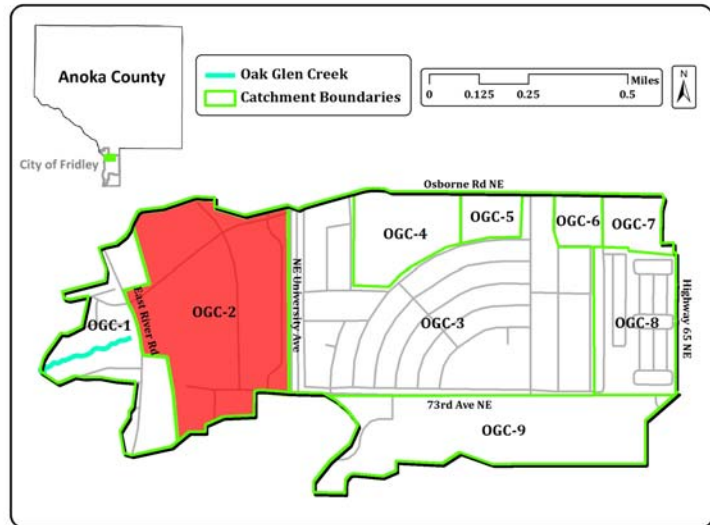 Anoka County
City of Fridley
Oak Glen Creek
Catchment Boundaries
Miles
0 0.125 0.25 0.5
N
Osborne Rd NE
OGC-4
OGC-5
OGC-6
OGC-7
OGC-1
East River Rd
OGC-2
NE University Ave
OGC-3
OGC-8
Highway 65 NE
73rd Ave NE
OGC-9